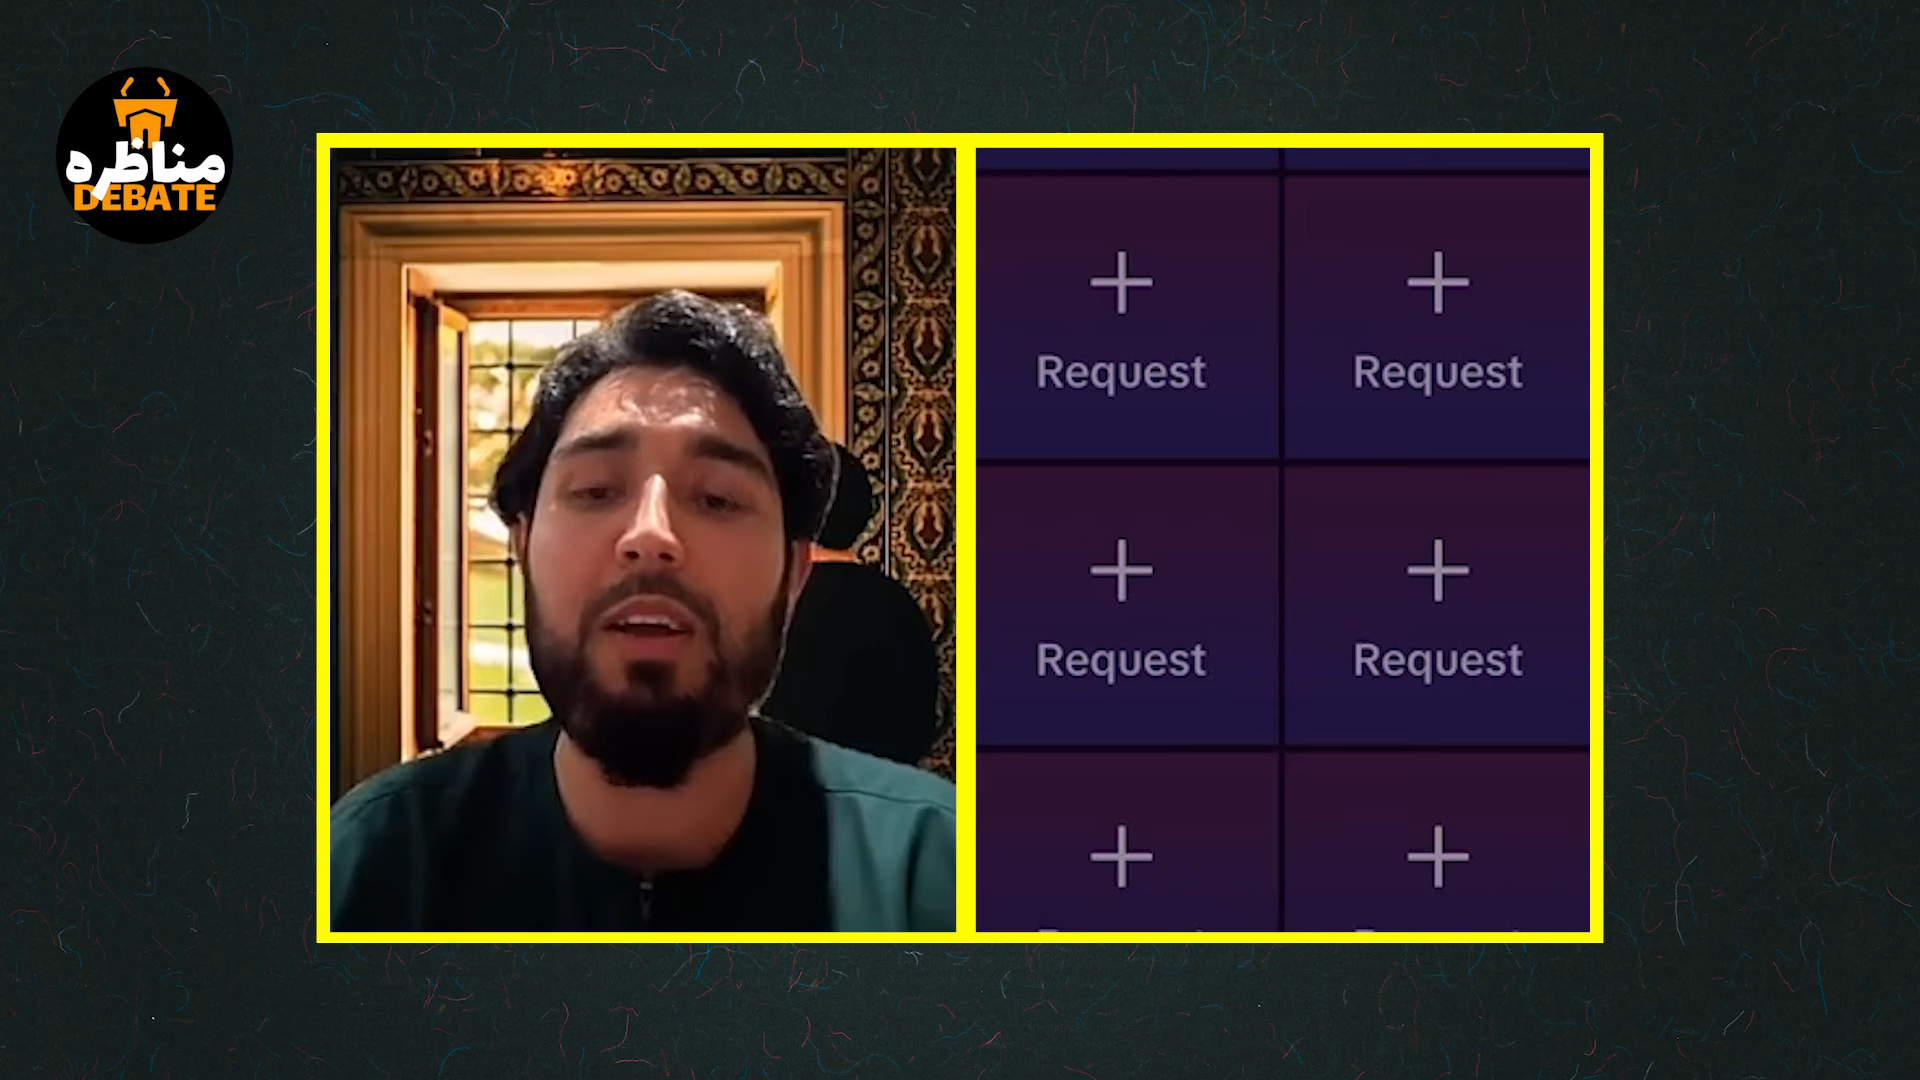 مناظره
DEBATE
Request Request
Request Request